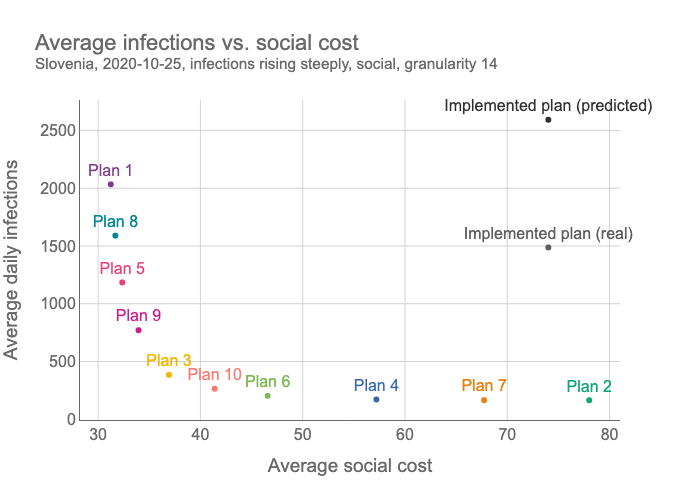 Average infections vs. social cost
Slovenia, 2020-10-25, infections rising steeply, social, granularity 14
Implemented plan (predicted)
2500
Plan 1
2000
Plan 8
Implemented plan (real)
1500
Plan 5
1000
Plan 9
Plan 3
500
Plan 10
Plan 6
Plan 4
Plan 7
Plan 2
0
30
40
50
60
70
80
Average daily infections
Average social cost